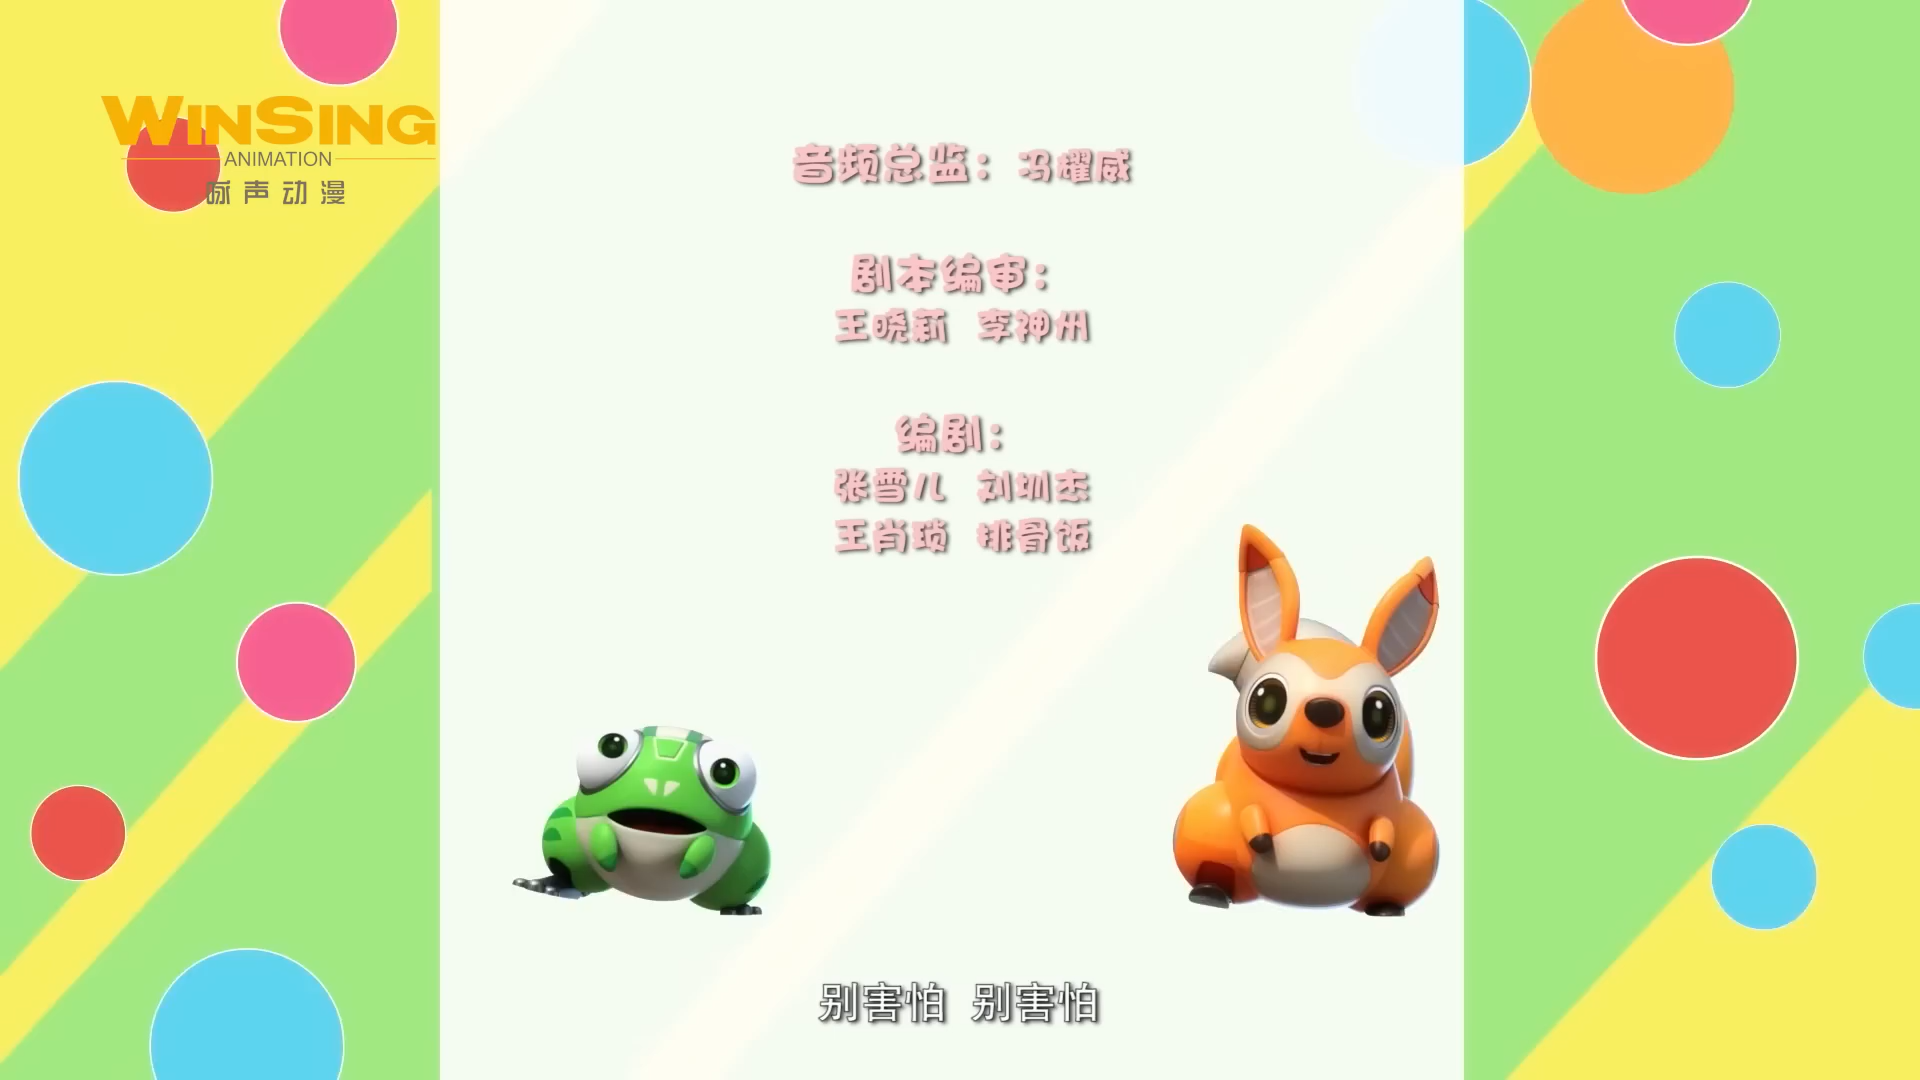 WINSING
ANIMATION
咏声动漫
音频总监：冯耀威
剧本编审：
王晓莉 李神州
编剧：
张雪儿 刘圳杰
王肖琐 排骨饭
别害怕 别害怕